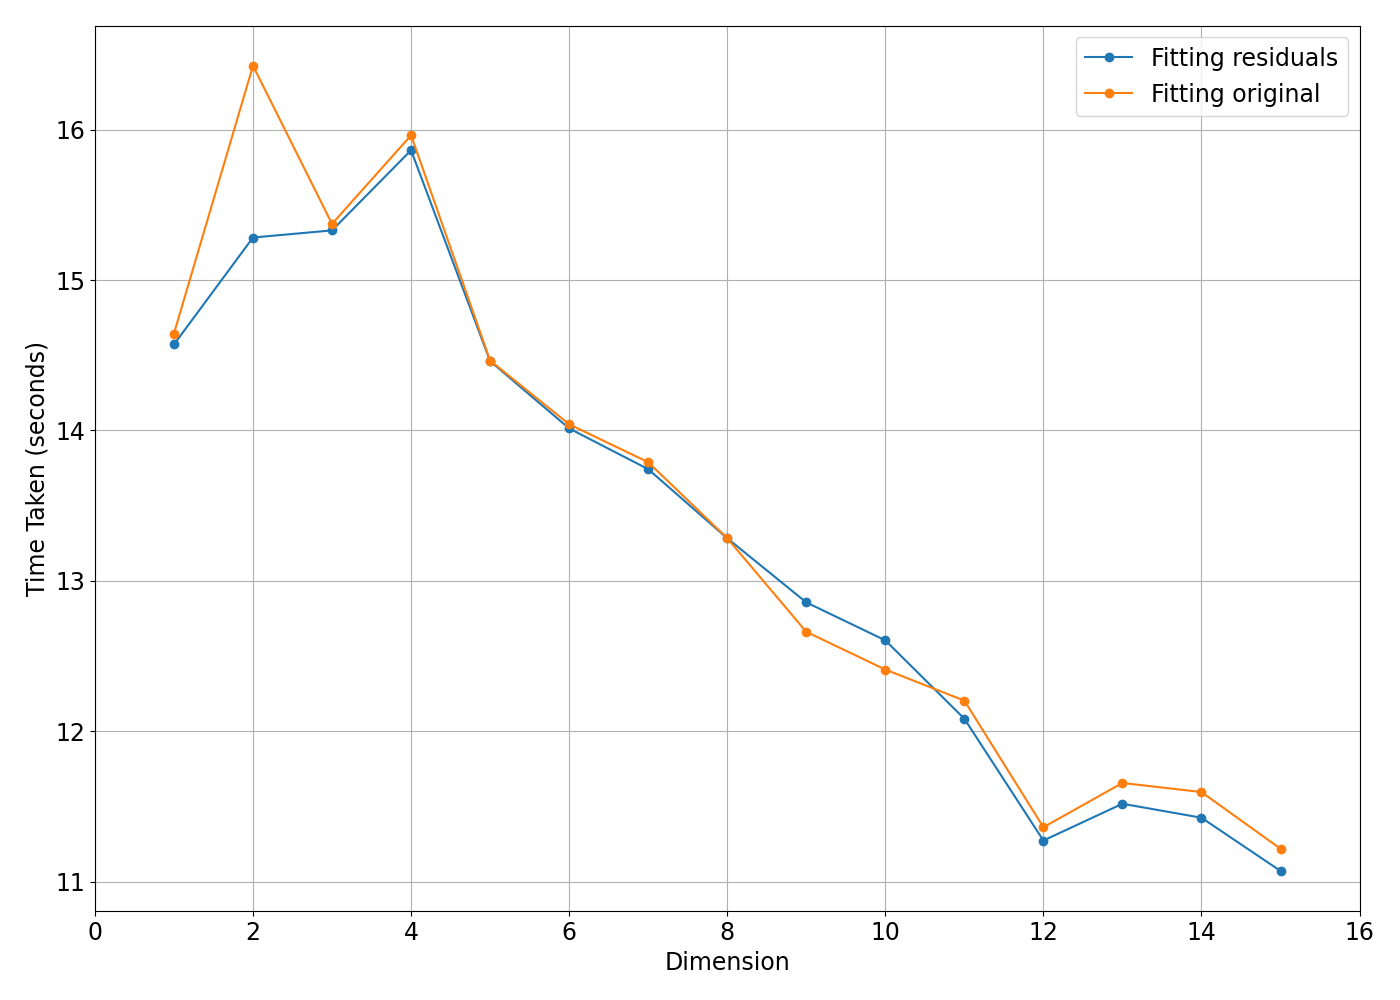 Fitting residuals
Fitting original
16
15
14
13
12
11
Time Taken (seconds)
0 2 4 6 8 10 12 14 16
Dimension